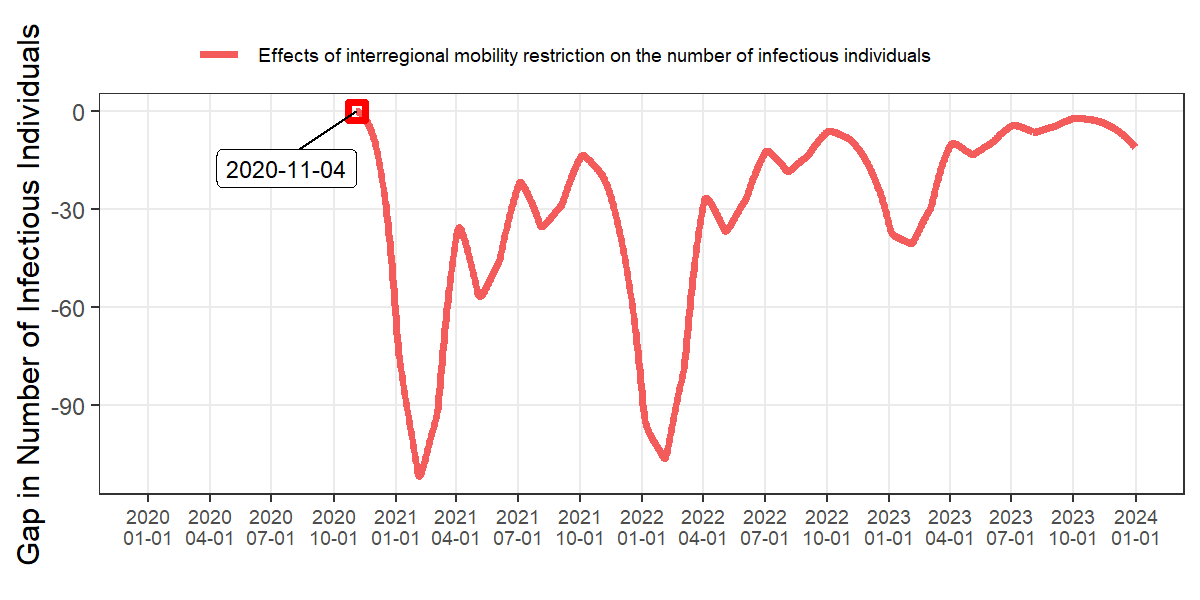 Effects of interregional mobility restriction on the number of infectious individuals
Gap in Number of Infectious Individuals
0
-30
-60
-90
2020-11-04
2020 2020 2020 2020 2021 2021 2021 2021 2022 2022 2022 2022 2023 2023 2023 2023 2024
01-01 04-01 07-01 10-01 01-01 04-01 07-01 10-01 01-01 04-01 07-01 10-01 01-01 04-01 07-01 10-01 01-01